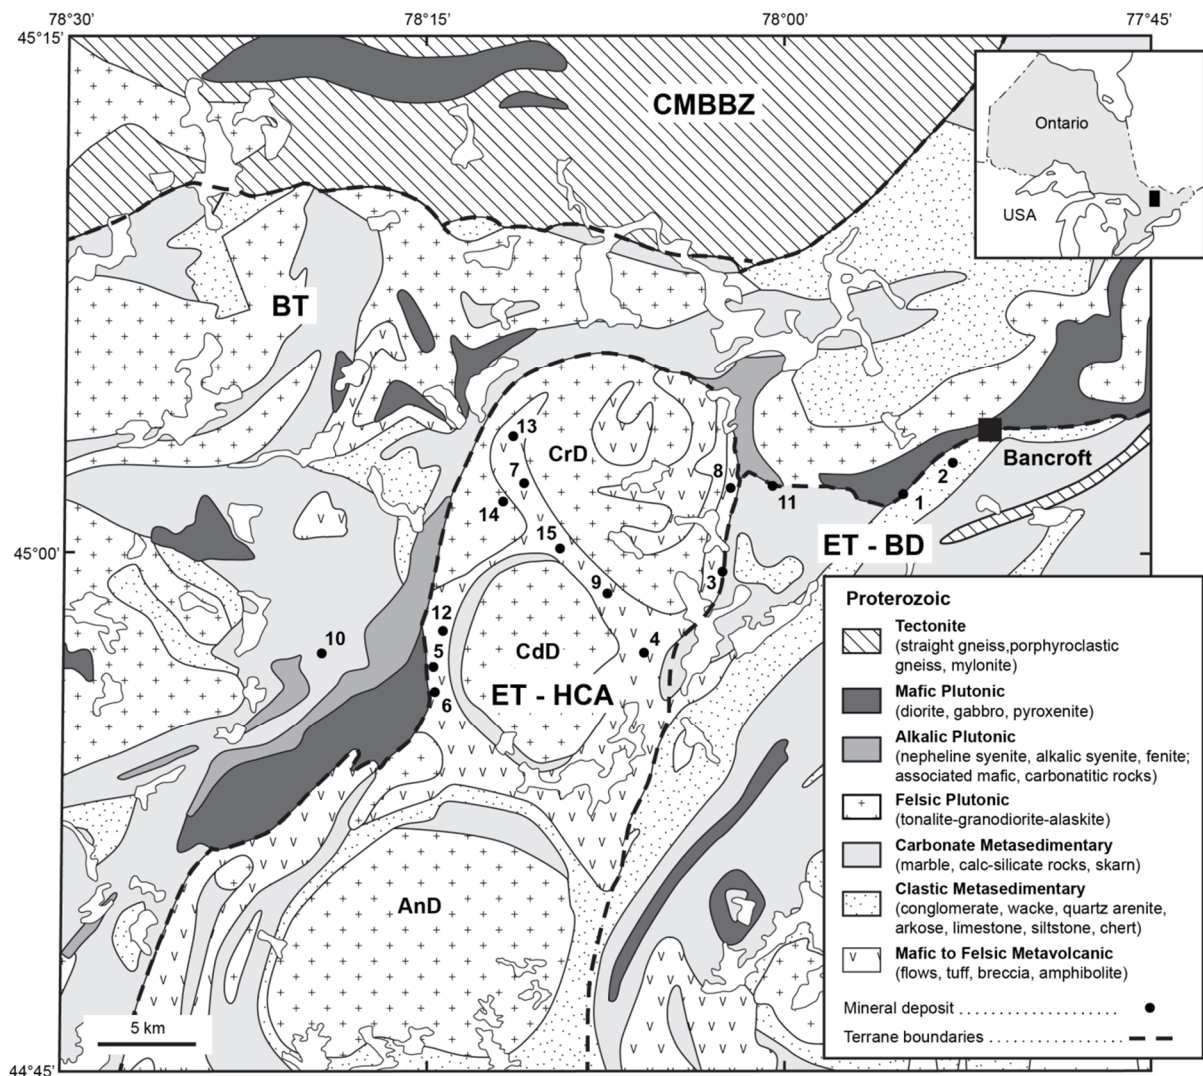 78°30'
78°15'
78°00'
77°45'
45°15'
CMBBZ
Ontario
USA
BT
13
CrD
7
8
14
11
2
Bancroft
1
15
45°00'
ET - BD
9
3
12
4
10
5
CdD
ET - HCA
6
AnD
5 km
44°45'
Proterozoic
Tectonite
(straight gneiss,porphyroclastic
gneiss, mylonite)
Mafic Plutonic
(diorite, gabbro, pyroxenite)
Alkalic Plutonic
(nepheline syenite, alkalic syenite, fenite;
associated mafic, carbonatitic rocks)
Felsic Plutonic
(tonalite-granodiorite-alaskite)
Carbonate Metasedimentary
(marble, calc-silicate rocks, skarn)
Clastic Metasedimentary
(conglomerate, wacke, quartz arenite,
arkose, limestone, siltstone, chert)
Mafic to Felsic Metavolcanic
(flows, tuff, breccia, amphibolite)
Mineral deposit . . . . . . . . . . . . . . . . . . . .
Terrane boundaries . . . . . . . . . . . . . . . . .